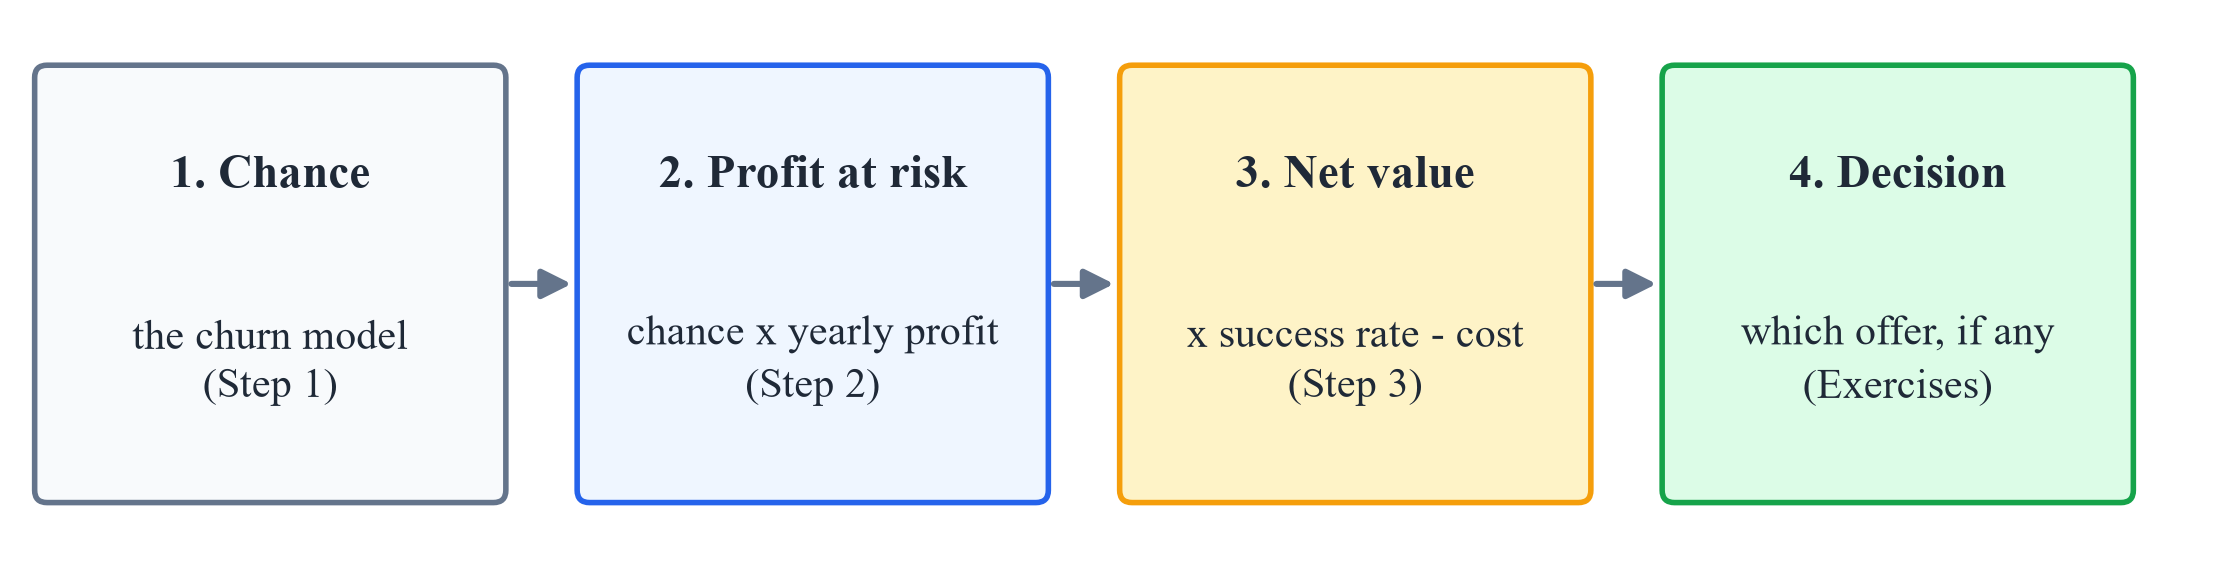 1. Chance
the churn model
(Step 1)
2. Profit at risk
chance x yearly profit
(Step 2)
3. Net value
x success rate - cost
(Step 3)
4. Decision
which offer, if any
(Exercises)